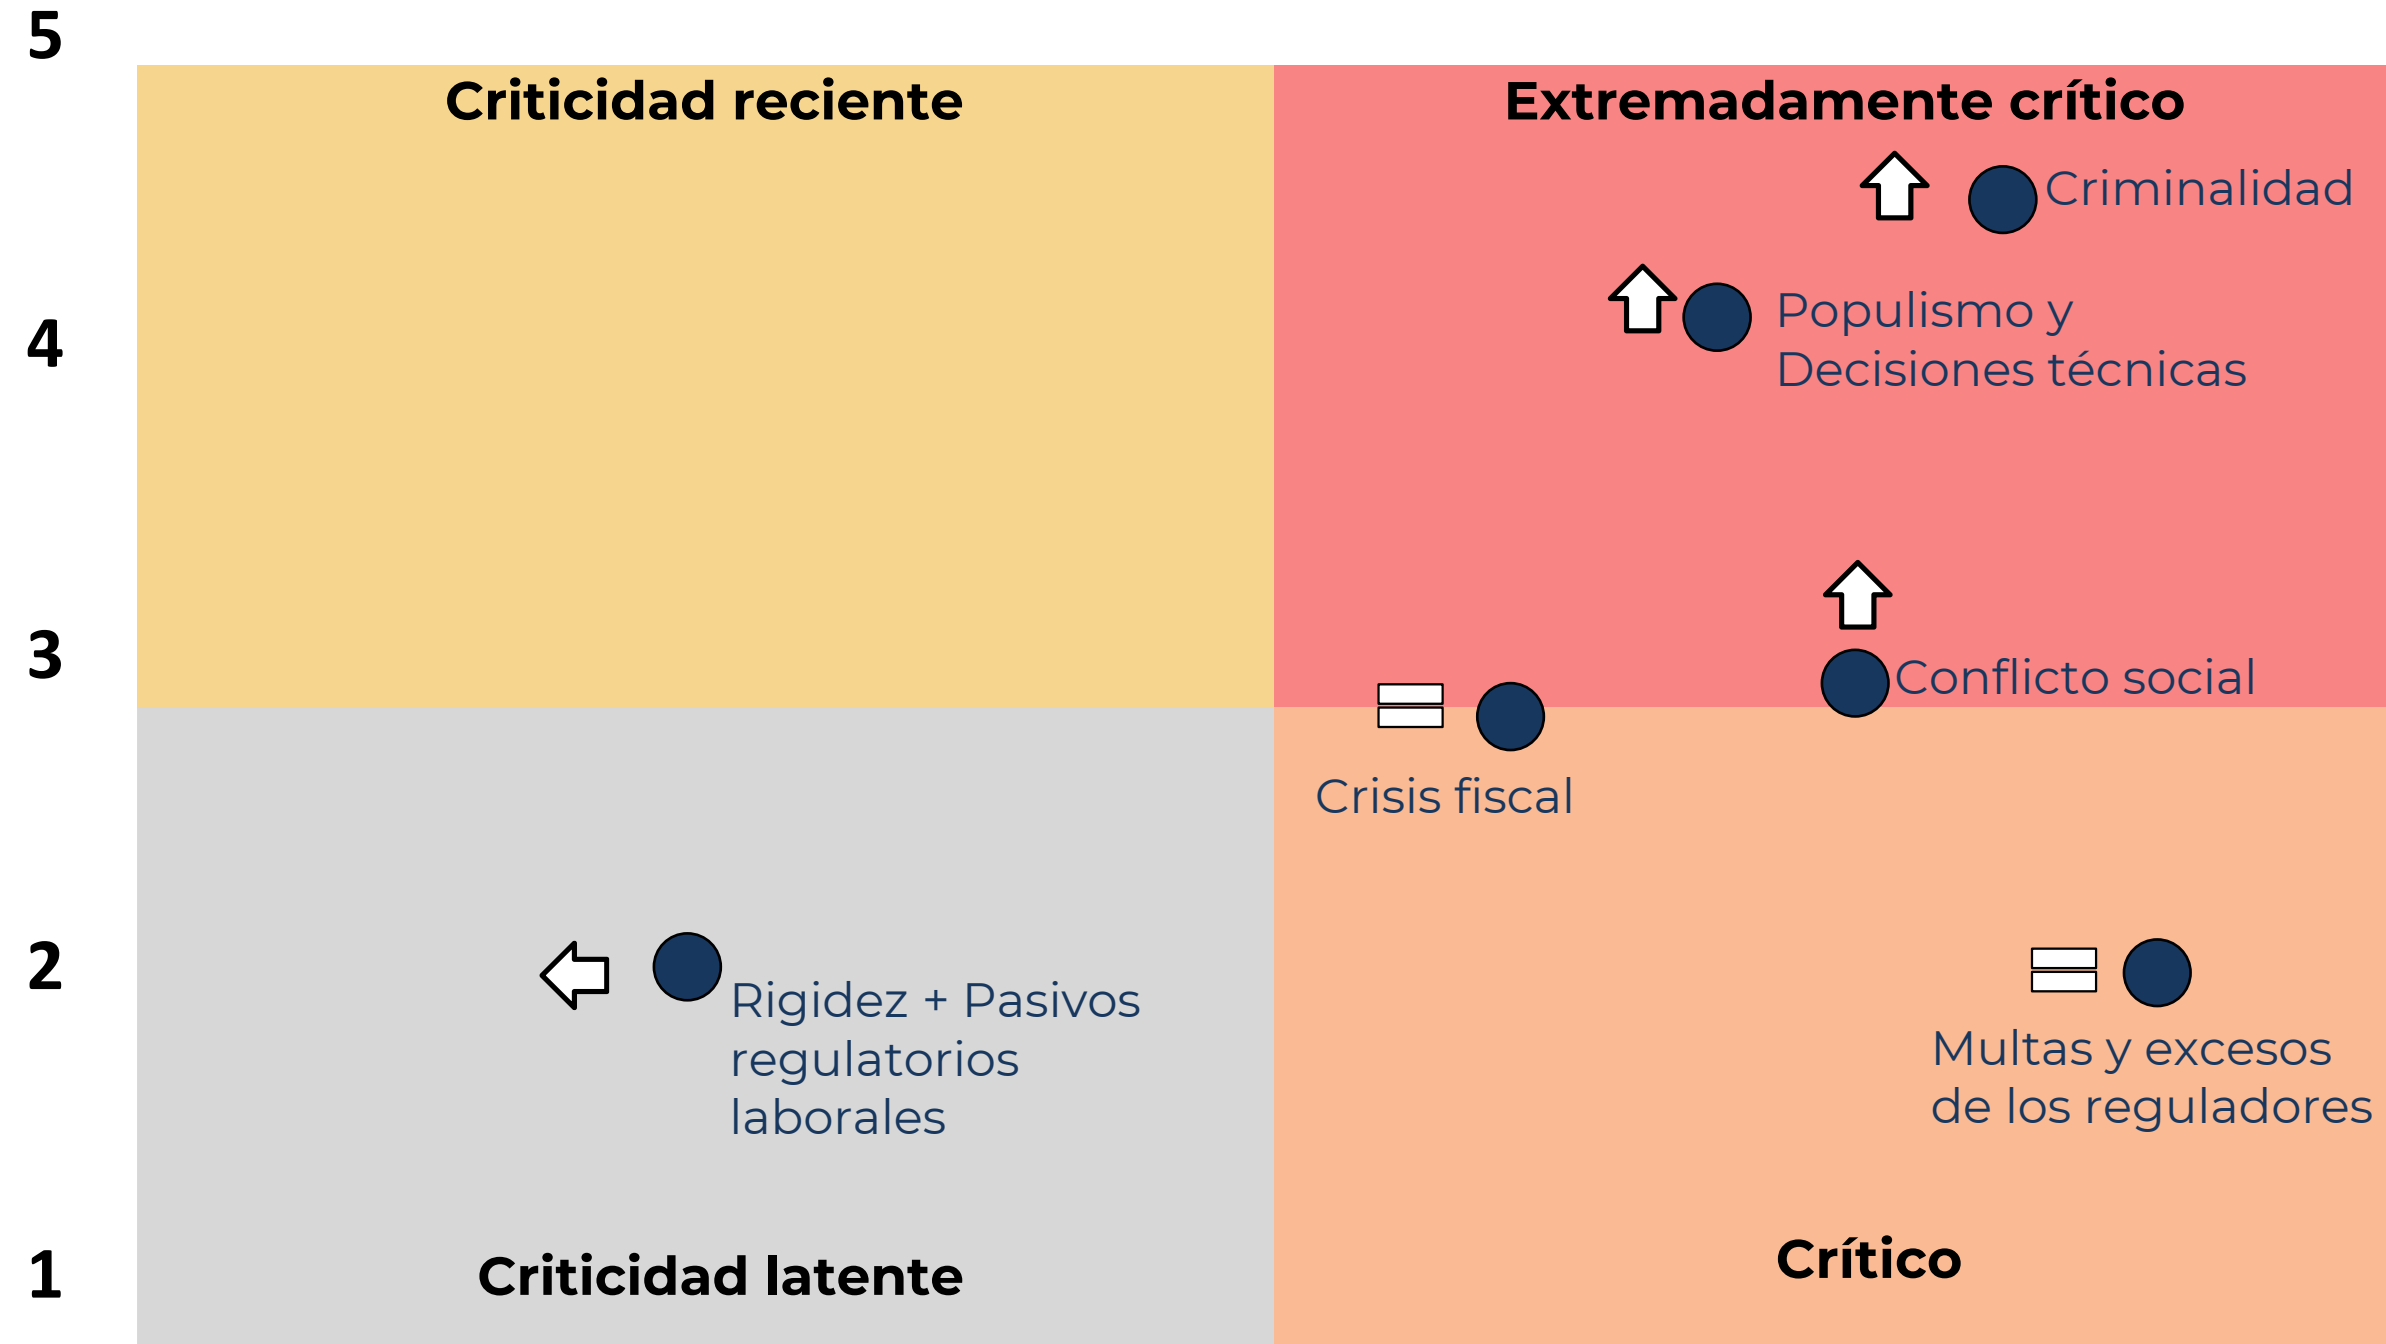 5
Criticidad reciente
Extremadamente crítico
Criminalidad
4
Populismo y
Decisiones técnicas
3
Conflicto social
Crisis fiscal
2
Rigidez + Pasivos
regulatorios
laborales
Multas y excesos
de los reguladores
1
Criticidad latente
Crítico